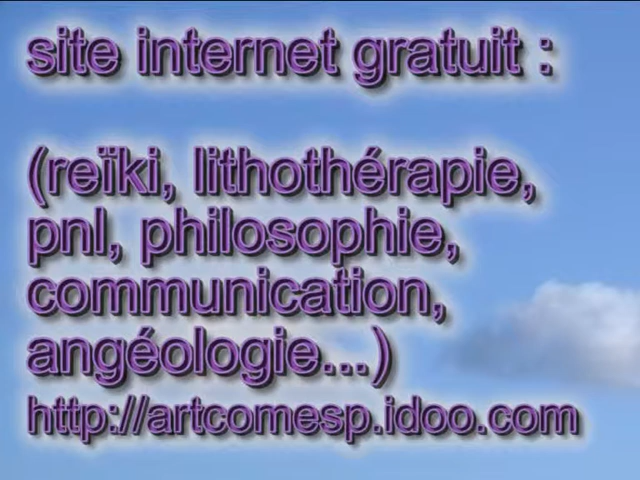 site internet gratuit :
(reïki, lithothérapie,
pnl, philosophie,
communication,
angéologie...)
http://artcomesp.idoo.com